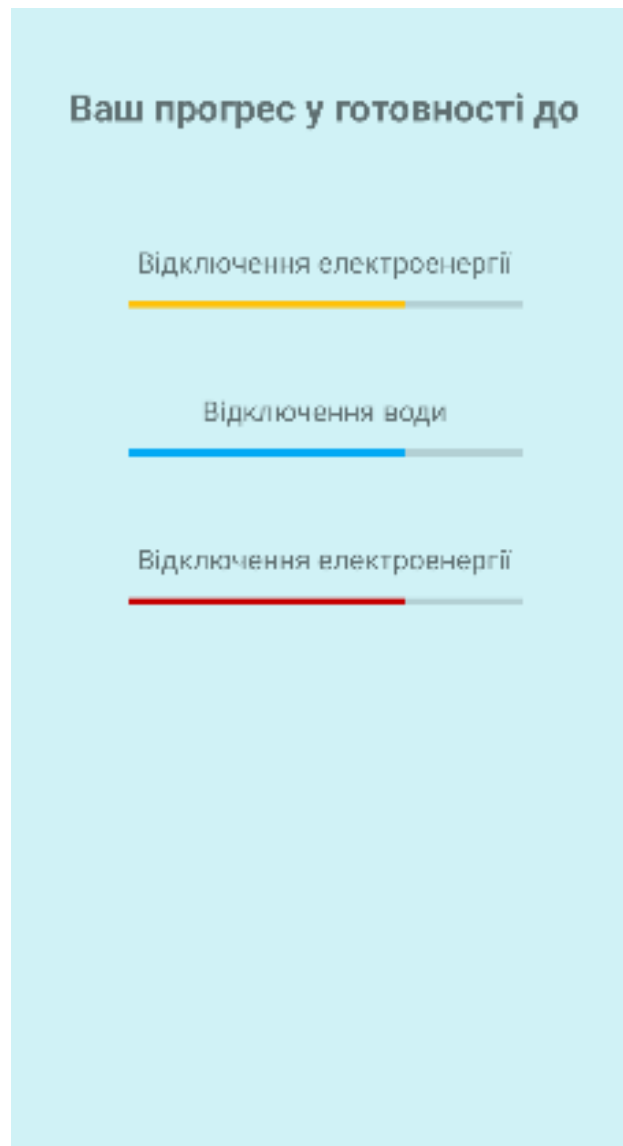 Ваш прогрес у готовності до
Відключення електроенергії
Відключення води
Відключення електроенергії